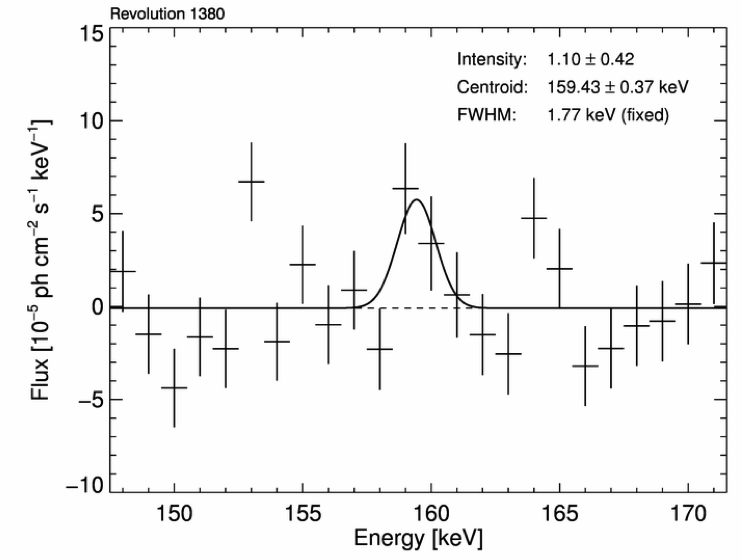 Revolution 1380
Intensity: 1.10 ± 0.42
Centroid: 159.43 ± 0.37 keV
FWHM: 1.77 keV (fixed)
15
10
5
0
−5
−10
Flux [10⁻⁵ ph cm⁻² s⁻¹ keV⁻¹]
150 155 160 165 170
Energy [keV]